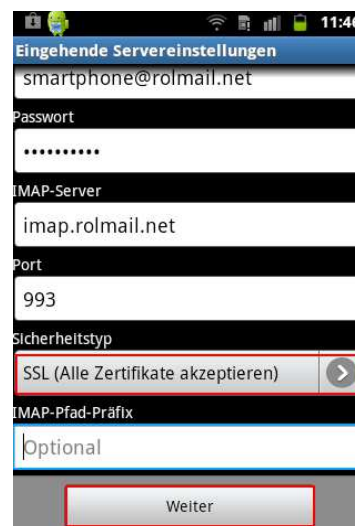 11:46
Eingehende Servereinstellungen
smartphone@rolmail.net
Passwort
••••••••••
IMAP-Server
imap.rolmail.net
Port
993
Sicherheitstyp
SSL (Alle Zertifikate akzeptieren)
IMAP-Pfad-Präfix
Optional
Weiter